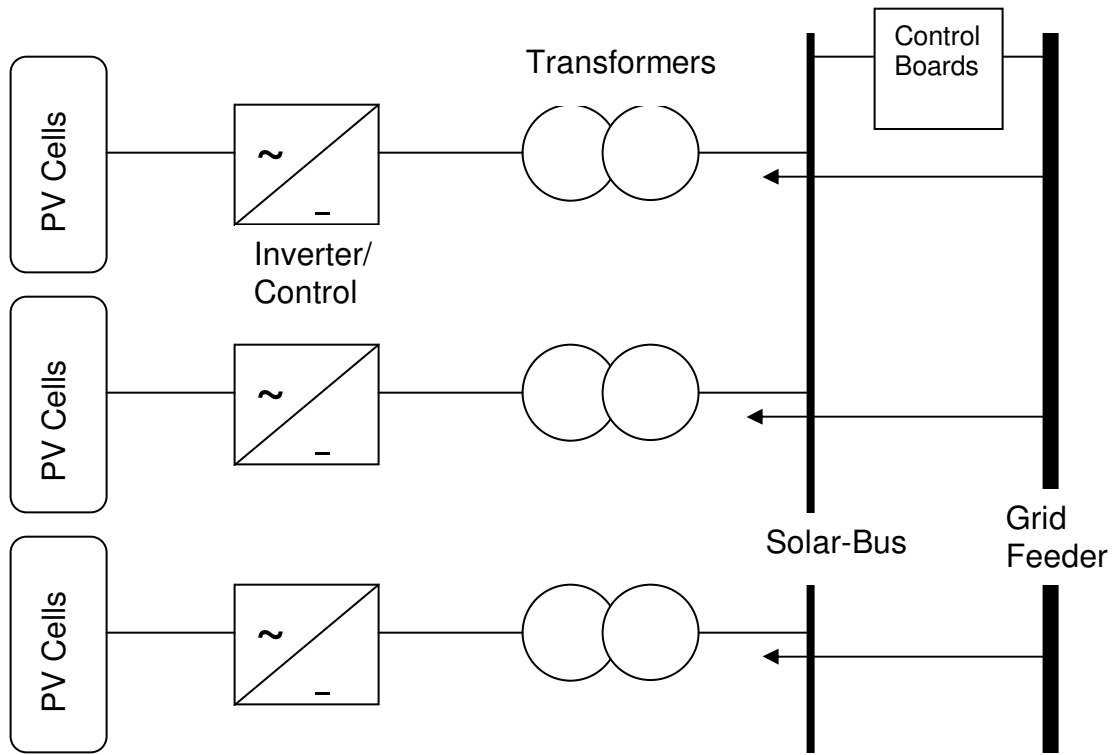 Control
Boards
Transformers
PV Cells
~
_
Inverter/
Control
PV Cells
~
_
Solar-Bus
Grid
Feeder
PV Cells
~
_